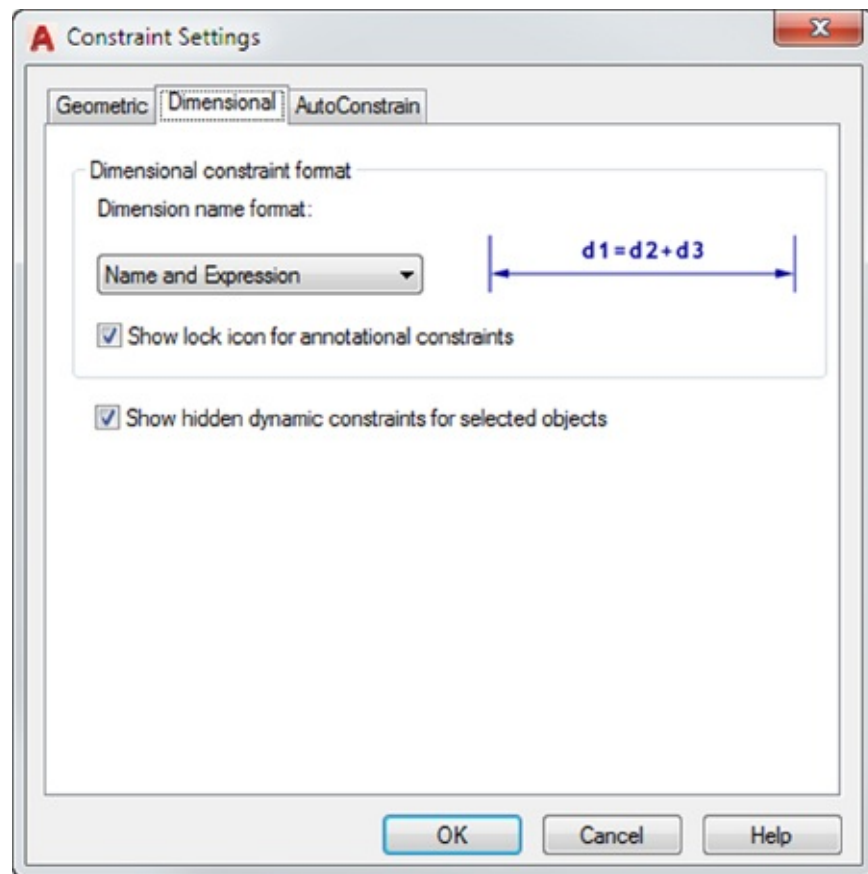 Constraint Settings
Geometric Dimensional AutoConstrain
Dimensional constraint format
Dimension name format:
d1=d2+d3
Name and Expression
Show lock icon for annotational constraints
Show hidden dynamic constraints for selected objects
OK Cancel Help